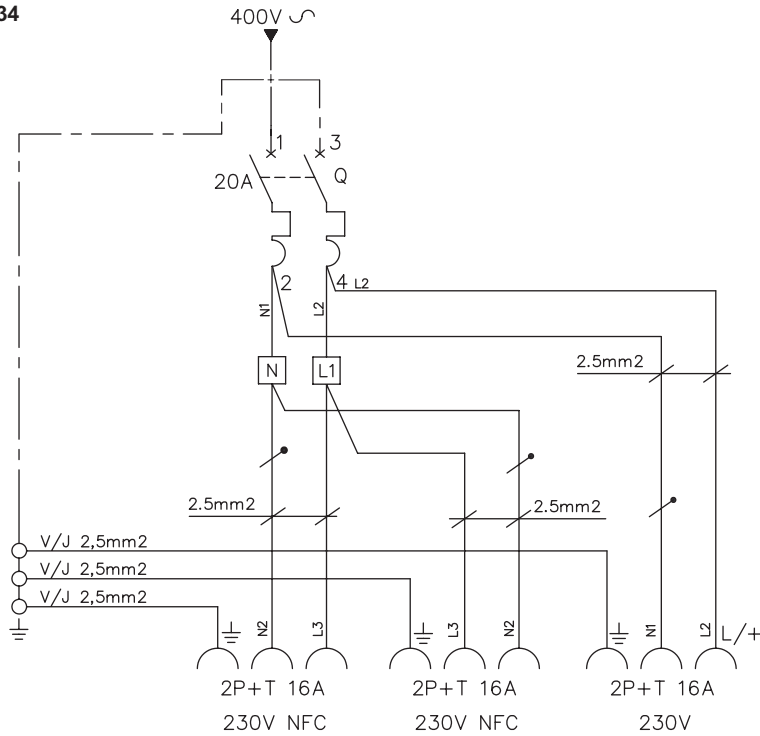 34
400V
1
3
20A
Q
2
4
L2
N1
L2
N
L1
2.5mm2
2.5mm2
2.5mm2
V/J 2,5mm2
V/J 2,5mm2
V/J 2,5mm2
N2
L3
L3
N2
N1
L2
L/+
2P+T 16A
2P+T 16A
2P+T 16A
230V NFC
230V NFC
230V